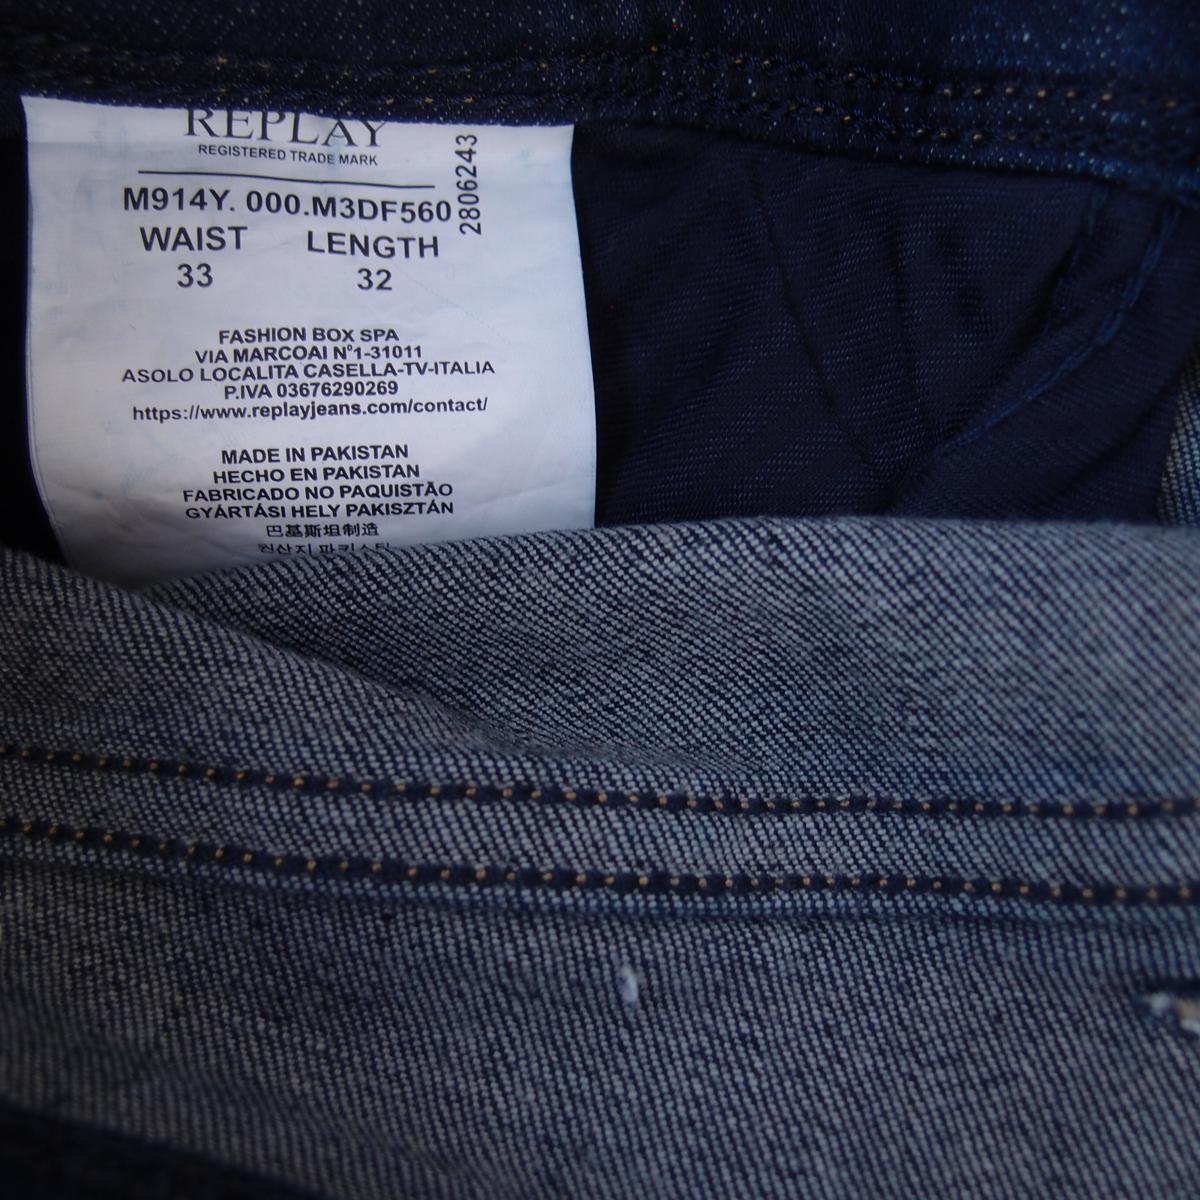 REPLAY
REGISTERED TRADE MARK
2806243
M914Y. 000.M3DF560
WAIST LENGTH
33 32
FASHION BOX SPA
VIA MARCOAI Nº1-31011
ASOLO LOCALITA CASELLA-TV-ITALIA
P.IVA 03676290269
https://www.replayjeans.com/contact/
MADE IN PAKISTAN
HECHO EN PAKISTAN
FABRICADO NO PAQUISTÃO
GYÁRTÁSI HELY PAKISZTÁN
巴基斯坦制造